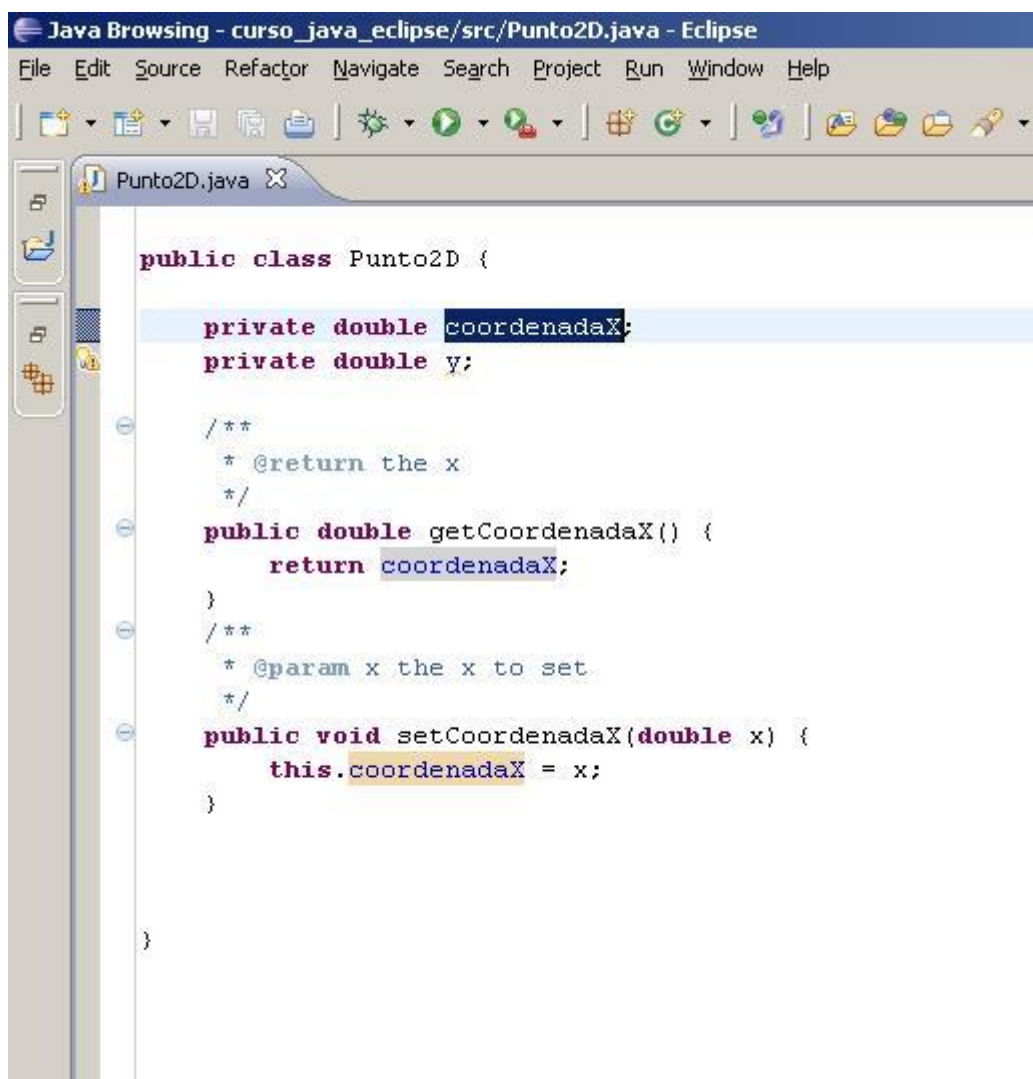 Java Browsing - curso_java_eclipse/src/Punto2D.java - Eclipse
File Edit Source Refactor Navigate Search Project Run Window Help
Punto2D.java
public class Punto2D {
private double coordenadaX;
private double y;
/**
* @return the x
*/
public double getCoordenadaX() {
return coordenadaX;
}
/**
* @param x the x to set
*/
public void setCoordenadaX(double x) {
this.coordenadaX = x;
}
}